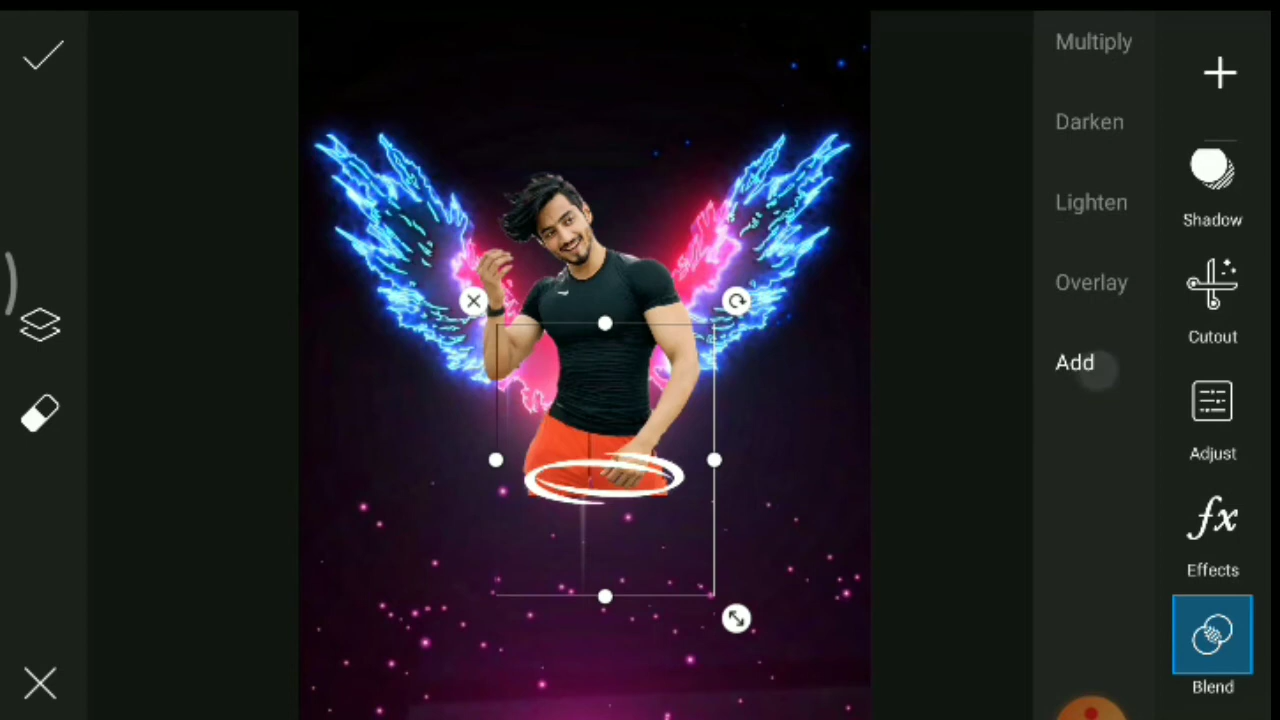 Multiply
Darken
Lighten
Overlay
Add
Shadow
Cutout
Adjust
fx
Effects
Blend